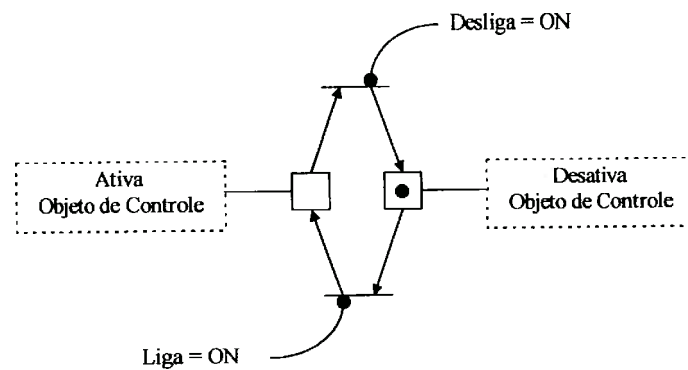 Desliga = ON
Ativa
Objeto de Controle
Desativa
Objeto de Controle
Liga = ON